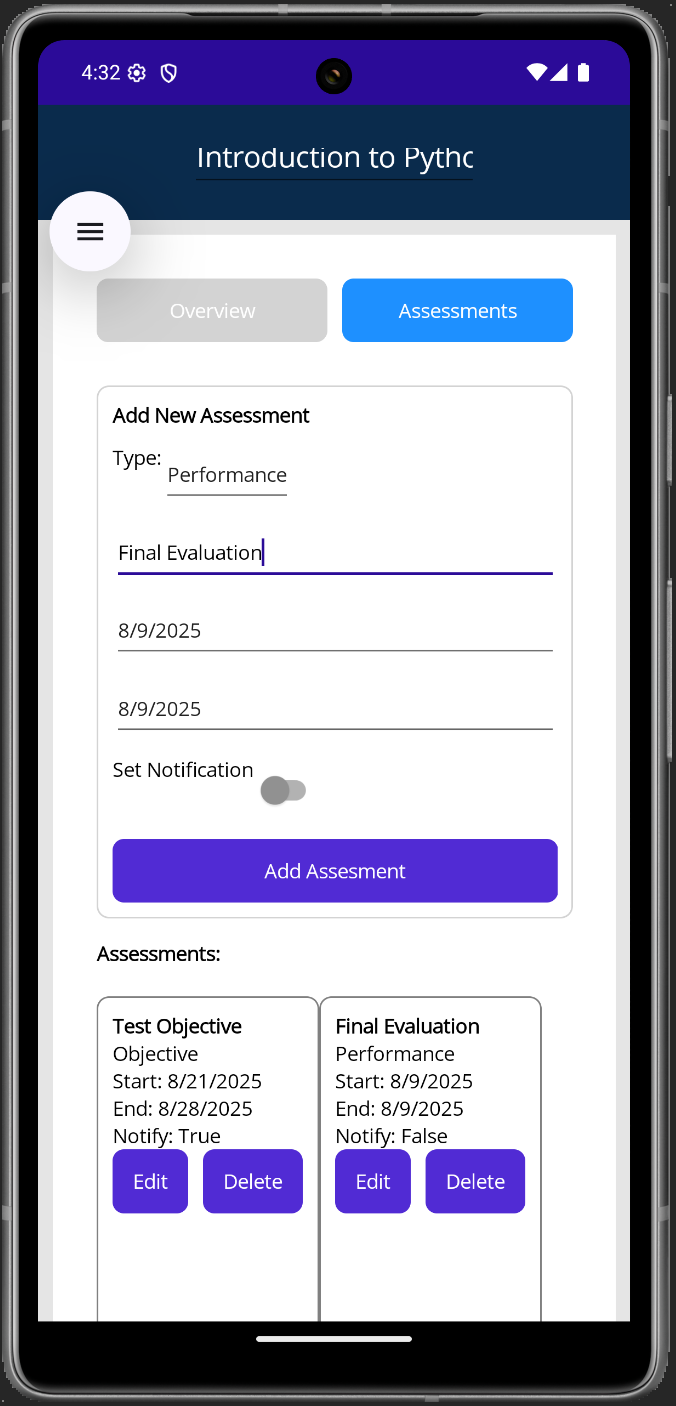 4:32
Introduction to Pythc
Overview
Assessments
Add New Assessment
Type: Performance
Final Evaluation
8/9/2025
8/9/2025
Set Notification
Add Assesment
Assessments:
Test Objective
Objective
Start: 8/21/2025
End: 8/28/2025
Notify: True
Edit
Delete
Final Evaluation
Performance
Start: 8/9/2025
End: 8/9/2025
Notify: False
Edit
Delete